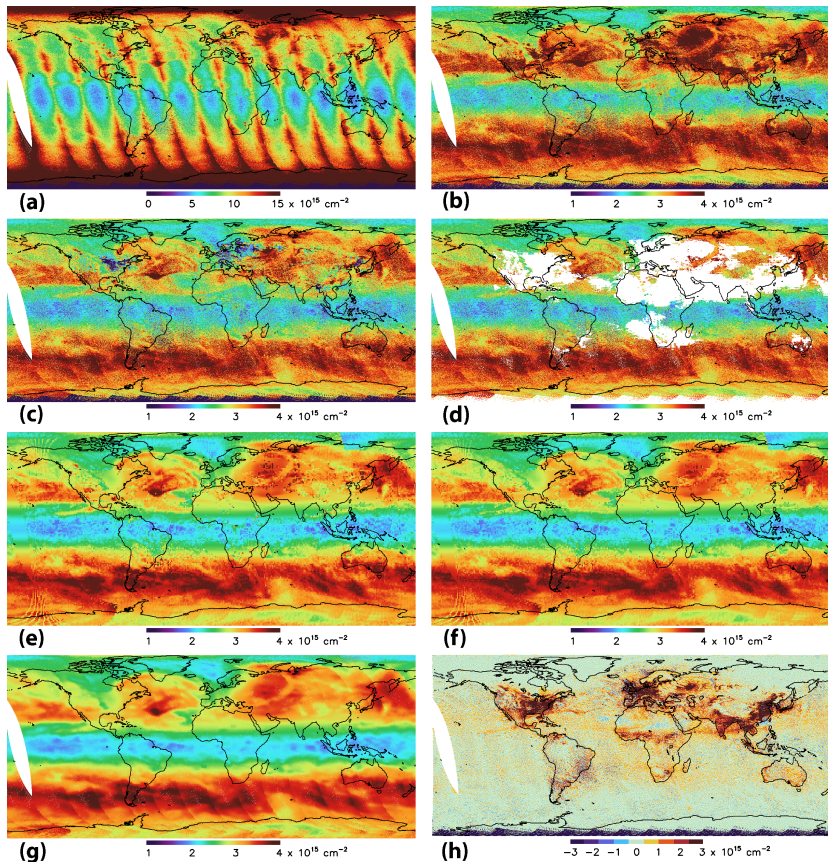 (a)
0 5 10 15 x 10¹⁵ cm⁻²
(b)
1 2 3 4 x 10¹⁵ cm⁻²
(c)
1 2 3 4 x 10¹⁵ cm⁻²
(d)
1 2 3 4 x 10¹⁵ cm⁻²
(e)
1 2 3 4 x 10¹⁵ cm⁻²
(f)
1 2 3 4 x 10¹⁵ cm⁻²
(g)
1 2 3 4 x 10¹⁵ cm⁻²
(h)
−3 −2 −1 0 1 2 3 x 10¹⁵ cm⁻²